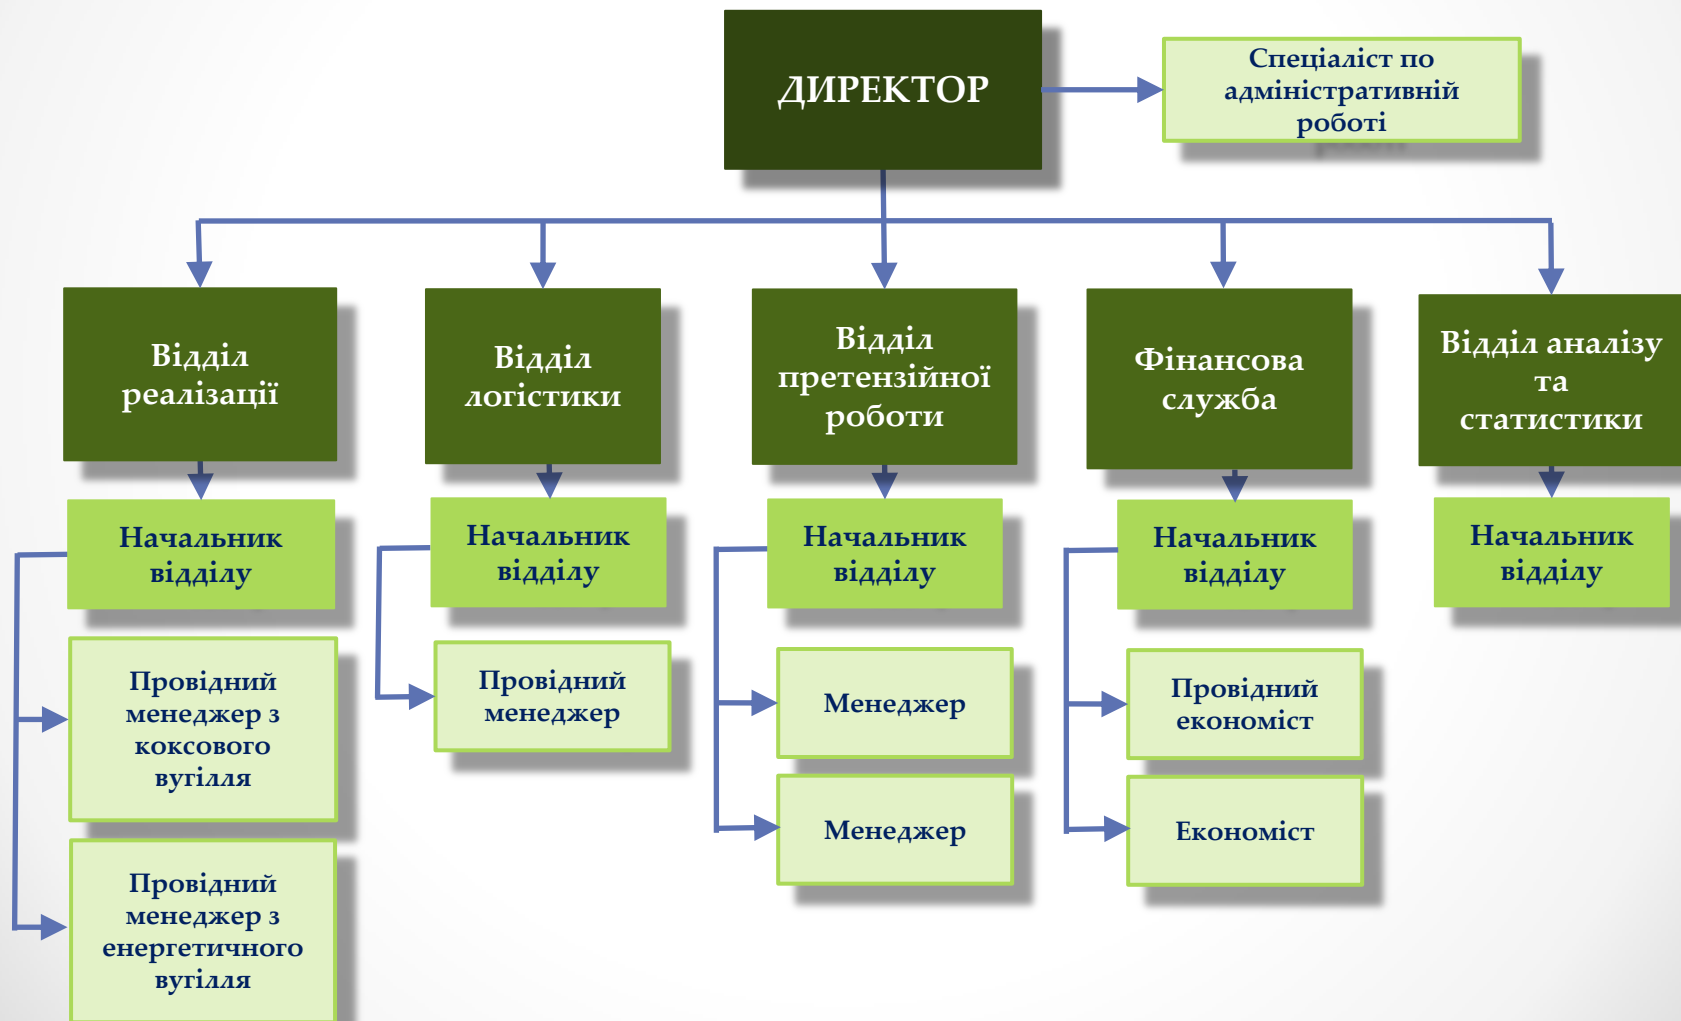 ДИРЕКТОР
Спеціаліст по
адміністративній
роботі
Відділ
реалізації
Відділ
логістики
Відділ
претензійної
роботи
Фінансова
служба
Відділ аналізу
та
статистики
Начальник
відділу
Начальник
відділу
Начальник
відділу
Начальник
відділу
Начальник
відділу
Провідний
менеджер з
коксового
вугілля
Провідний
менеджер
Менеджер
Провідний
економіст
Провідний
менеджер з
енергетичного
вугілля
Менеджер
Економіст